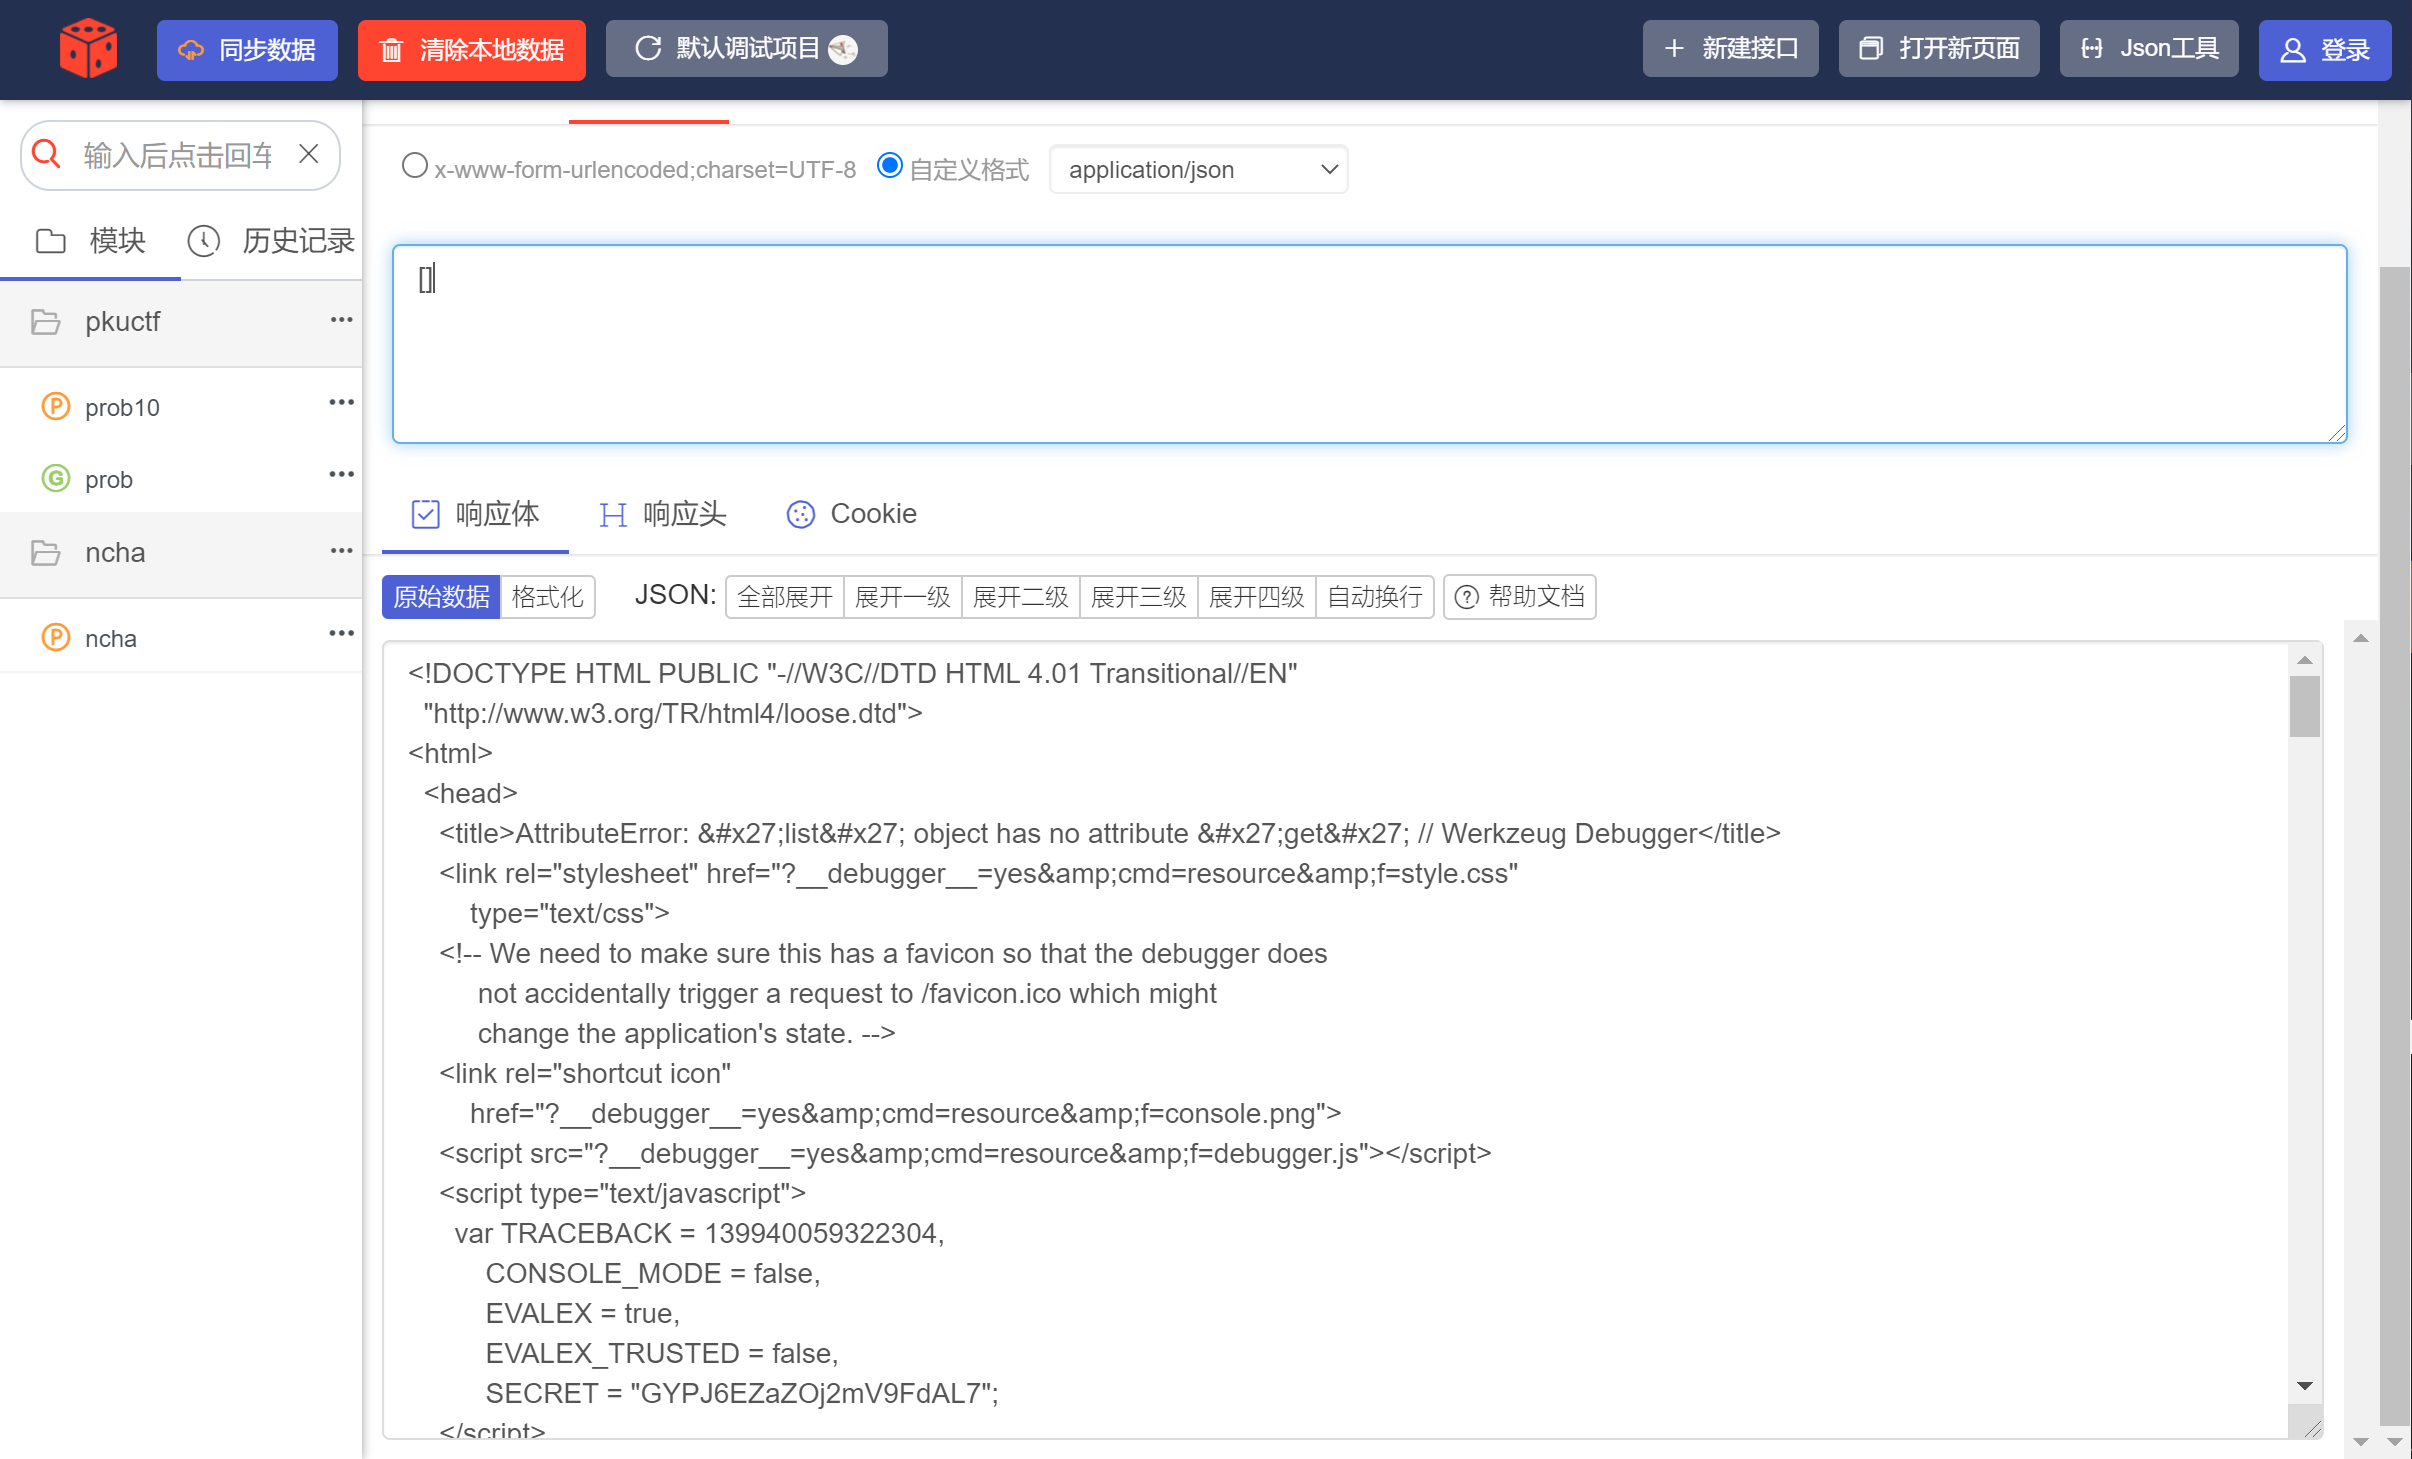 同步数据
清除本地数据
默认调试项目
新建接口
打开新页面
Json工具
登录
输入后点击回车
模块
历史记录
pkuctf
prob10
prob
ncha
ncha
x-www-form-urlencoded;charset=UTF-8
自定义格式
application/json
[]
响应体
响应头
Cookie
原始数据
格式化
JSON:
全部展开
展开一级
展开二级
展开三级
展开四级
自动换行
帮助文档
<!DOCTYPE HTML PUBLIC "-//W3C//DTD HTML 4.01 Transitional//EN"
"http://www.w3.org/TR/html4/loose.dtd">
<html>
<head>
<title>AttributeError: &#x27;list&#x27; object has no attribute &#x27;get&#x27; // Werkzeug Debugger</title>
<link rel="stylesheet" href="?__debugger__=yes&amp;cmd=resource&amp;f=style.css"
type="text/css">
<!-- We need to make sure this has a favicon so that the debugger does
not accidentally trigger a request to /favicon.ico which might
change the application's state. -->
<link rel="shortcut icon"
href="?__debugger__=yes&amp;cmd=resource&amp;f=console.png">
<script src="?__debugger__=yes&amp;cmd=resource&amp;f=debugger.js"></script>
<script type="text/javascript">
var TRACEBACK = 139940059322304,
CONSOLE_MODE = false,
EVALEX = true,
EVALEX_TRUSTED = false,
SECRET = "GYPJ6EZaZOj2mV9FdAL7";
</script>